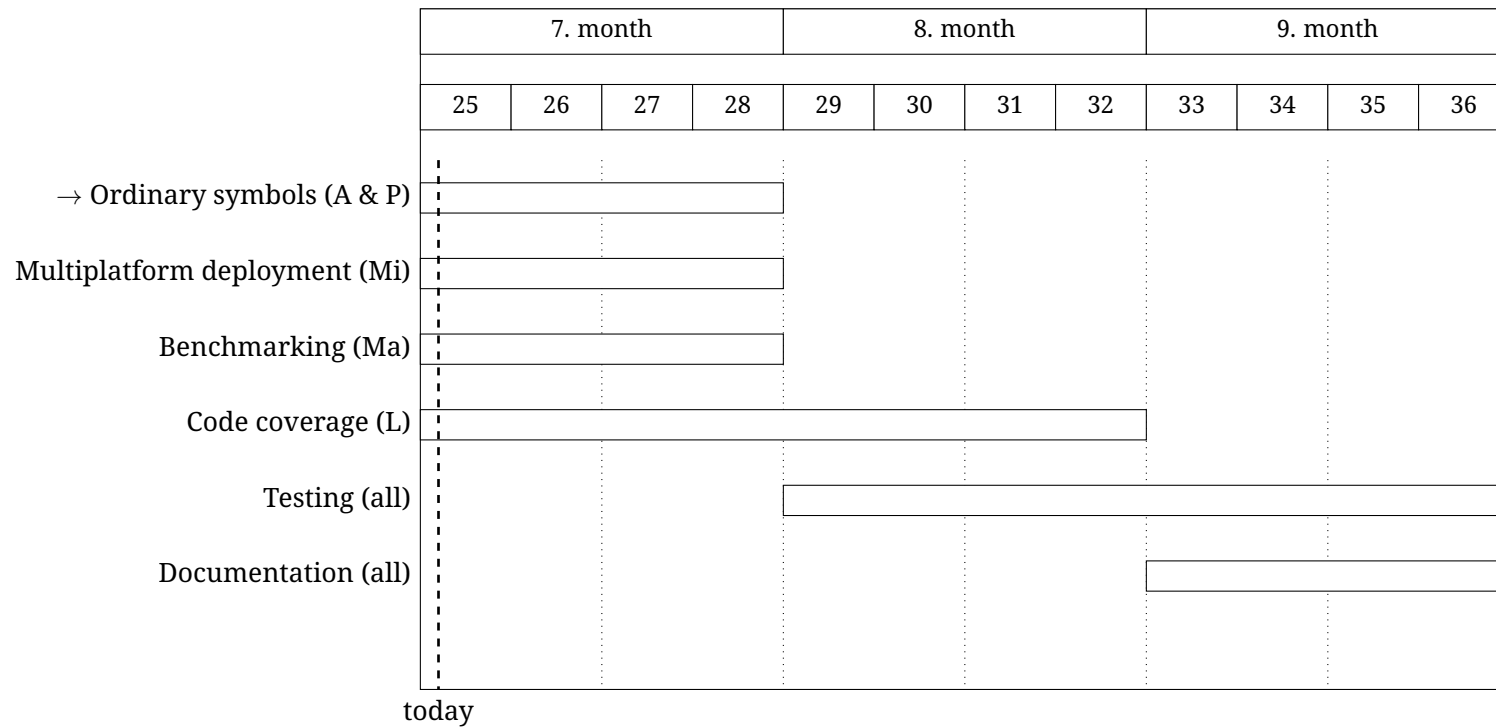 7. month 8. month 9. month
25 26 27 28 29 30 31 32 33 34 35 36
→ Ordinary symbols (A & P)
Multiplatform deployment (Mi)
Benchmarking (Ma)
Code coverage (L)
Testing (all)
Documentation (all)
today